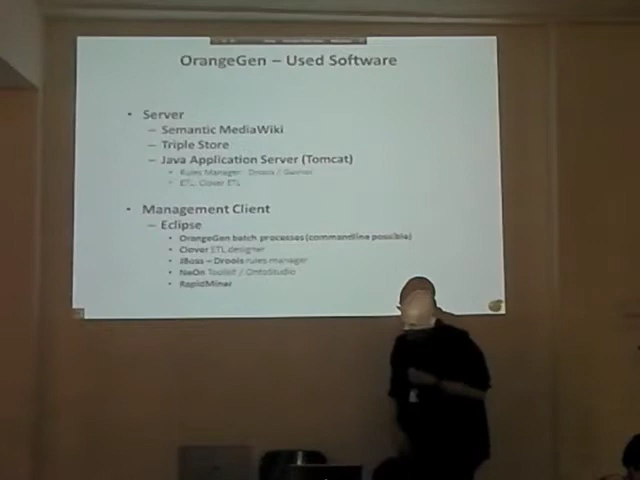 OrangeGen – Used Software
• Server
– Semantic MediaWiki
– Triple Store
– Java Application Server (Tomcat)
• Rules Manager: Drools /
• ETL: Clover ETL
• Management Client
– Eclipse
• OrangeGen batch processes (commandline possible)
• Clover ETL designer
• JBoss – Drools rules manager
• NeOn Toolkit / OntoStudio
• RapidMiner